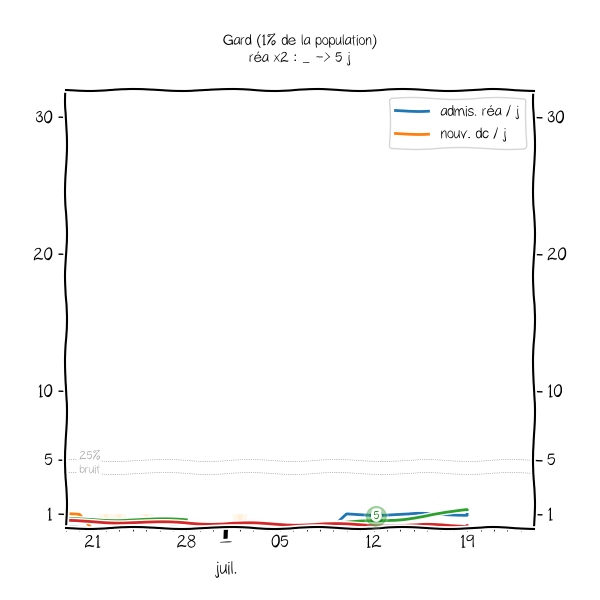 Gard (1% de la population)
réa x2 : _ -> 5 j
admis. réa / j
nouv. dc / j
30
30
20
20
10
10
5
5
25%
bruit
1
1
5
21
28
05
12
19
juil.